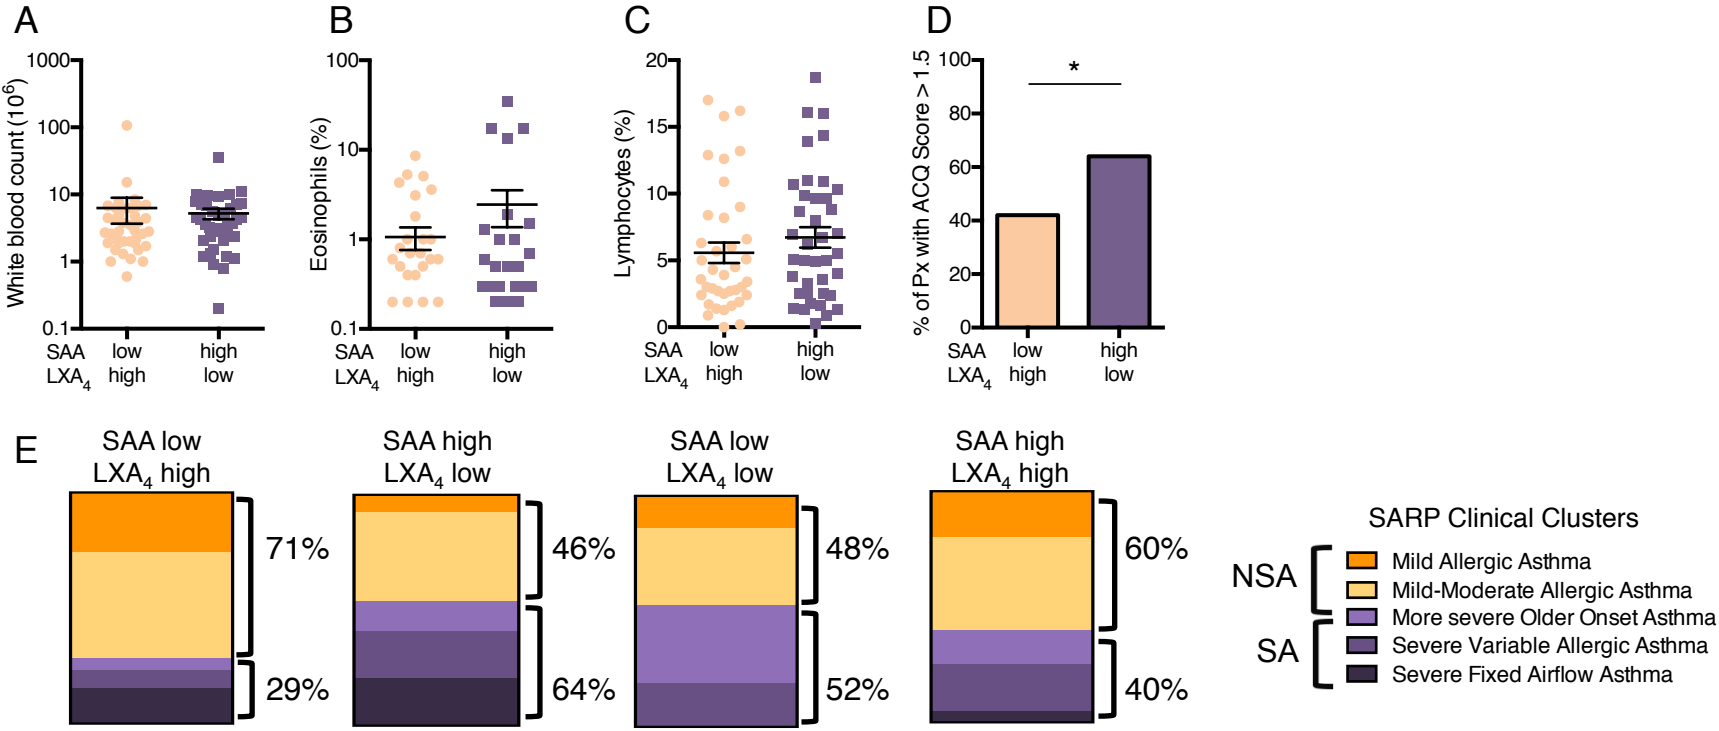 A
White blood count (10⁶)
1000
100
10
1
0.1
SAA low high
LXA₄ high low
B
Eosinophils (%)
100
10
1
0.1
SAA low high
LXA₄ high low
C
Lymphocytes (%)
20
15
10
5
0
SAA low high
LXA₄ high low
D
% of Px with ACQ Score > 1.5
100
80
60
40
20
0
*
SAA low high
LXA₄ high low
E
SAA low
LXA₄ high
71%
29%
SAA high
LXA₄ low
46%
64%
SAA low
LXA₄ low
48%
52%
SAA high
LXA₄ high
60%
40%
SARP Clinical Clusters
NSA
Mild Allergic Asthma
Mild-Moderate Allergic Asthma
More severe Older Onset Asthma
SA
Severe Variable Allergic Asthma
Severe Fixed Airflow Asthma